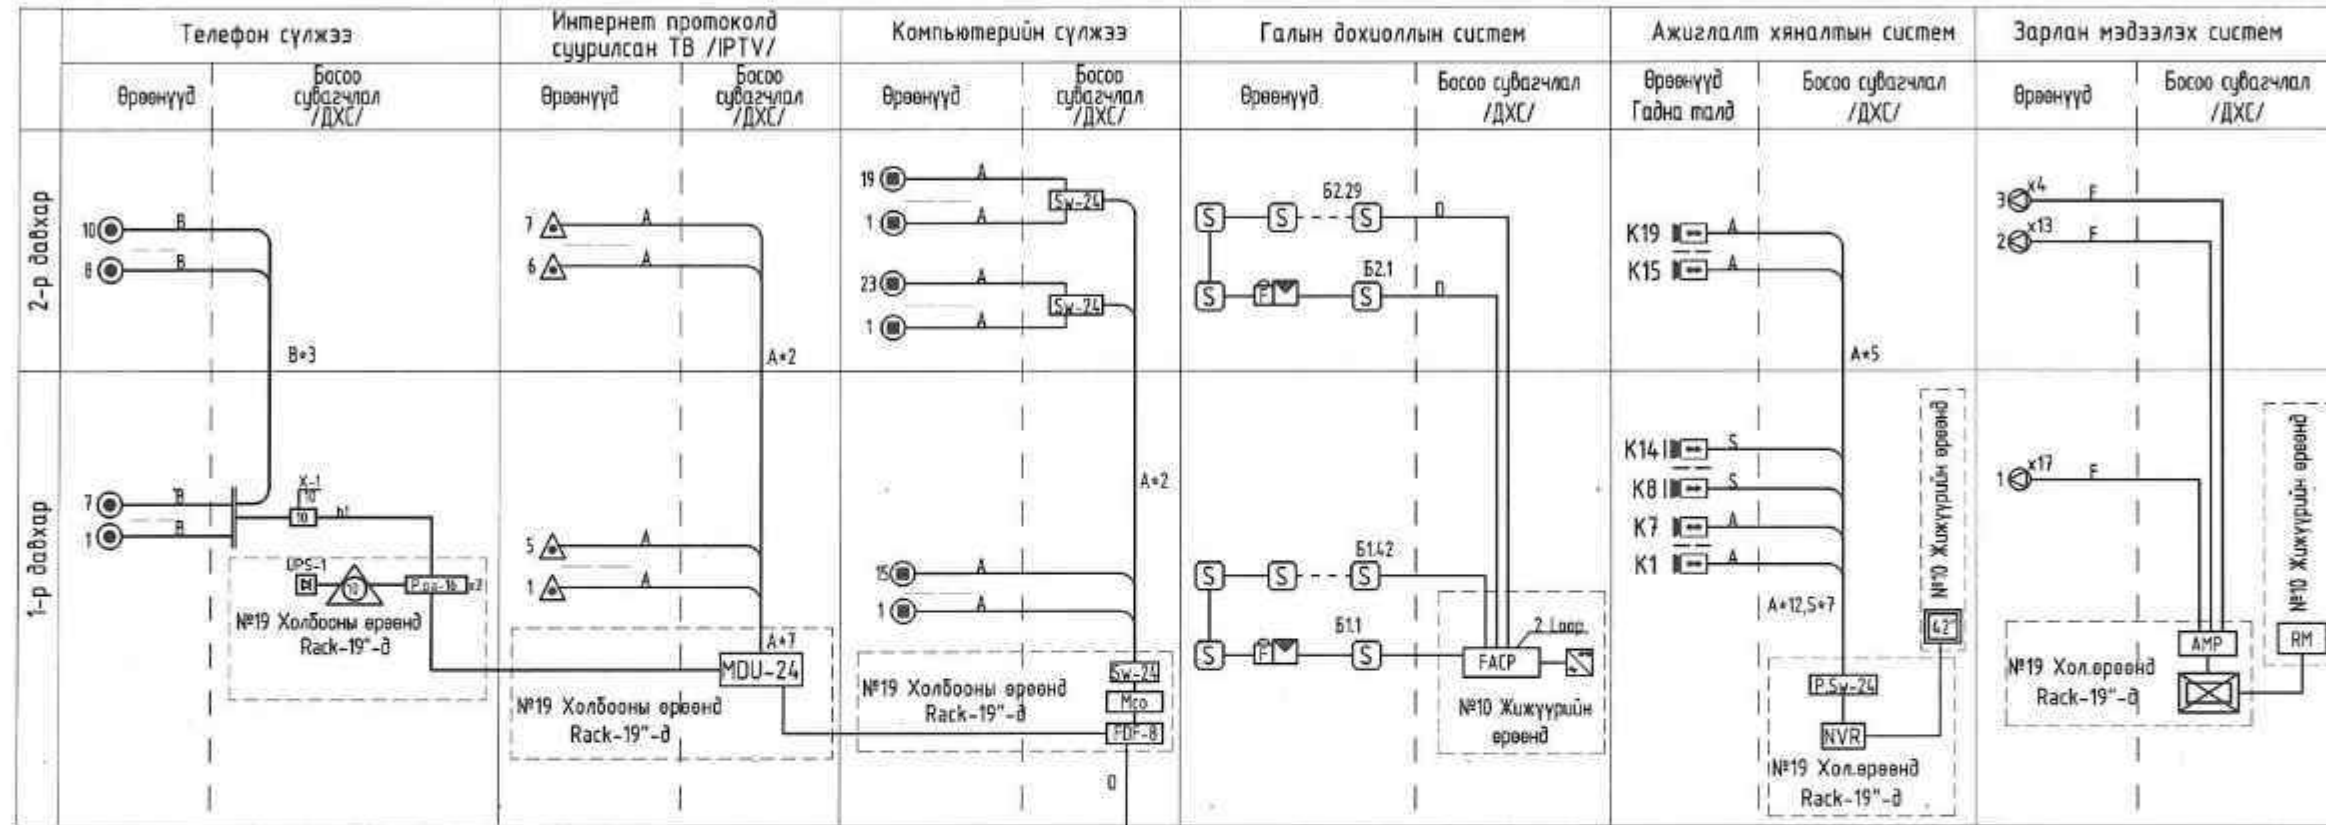 Телефон сүлжээ
Интернет протоколд
суурилсан ТВ /IPTV/
Компьютерийн сүлжээ
Галын дохиоллын систем
Ажиглалт хяналтын систем
Зарлан мэдээлэх систем
Өрөөнүүд
Босоо
сувагчлал
/ДХС/
Өрөөнүүд
Босоо
сувагчлал
/ДХС/
Өрөөнүүд
Босоо
сувагчлал
/ДХС/
Өрөөнүүд
Босоо сувагчлал
/ДХС/
Өрөөнүүд
Гадна талд
Босоо сувагчлал
/ДХС/
Өрөөнүүд
Босоо сувагчлал
/ДХС/
2-р давхар
10 B
8 B
B*3
7 A
6 A
A*2
19 A
1 A
Sw-24
23 A
1 A
Sw-24
S S S
Б2.29
S F S
Б2.1
K19 A
K15 A
A*5
3 x4 F
2 x13 F
1-р давхар
7 B
1 B
10
10
UPS-1
10
№19 Холбооны өрөөнд
Rack-19"-д
5 A
1 A
A*7
MDU-24
№19 Холбооны өрөөнд
Rack-19"-д
A*2
15 A
1 A
Sw-24
Mco
FDF-8
№19 Холбооны өрөөнд
Rack-19"-д
S S S
Б1.42
S F S
Б1.1
2 Loop
FACP
№10 Жижүүрийн
өрөөнд
K14 S
K8 S
K7 A
K1 A
A*12,S*7
P.Sw-24
NVR
№19 Хол.өрөөнд
Rack-19"-д
№10 Жижүүрийн өрөөнд
42"
1 x17 F
AMP
№19 Хол.өрөөнд
Rack-19"-д
№10 Жижүүрийн өрөөнд
RM